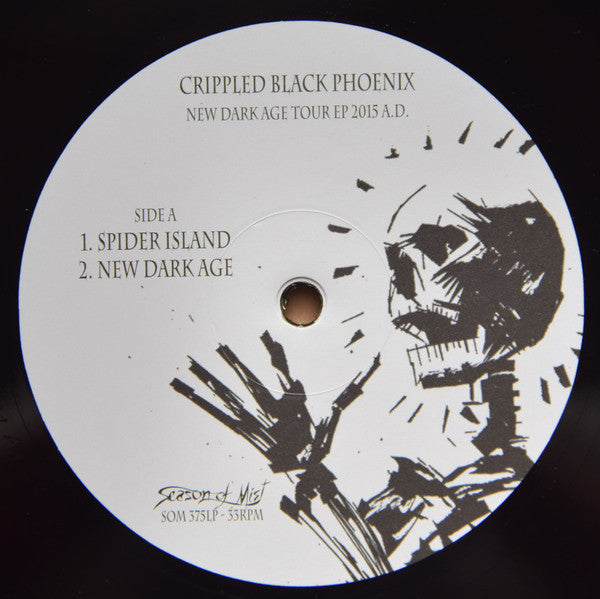 CRIPPLED BLACK PHOENIX
NEW DARK AGE TOUR EP 2015 A.D.
SIDE A
1. SPIDER ISLAND
2. NEW DARK AGE
Season of Mist
SOM 375LP - 33RPM